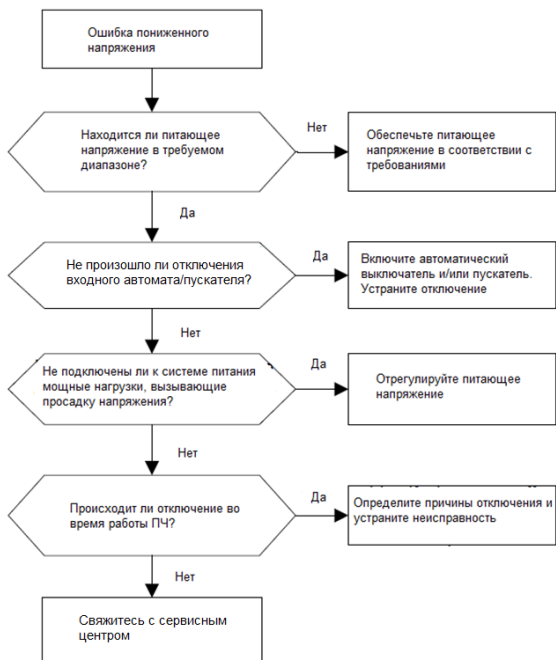 Ошибка пониженного
напряжения
Находится ли питающее
напряжение в требуемом
диапазоне?
Нет
Обеспечьте питающее
напряжение в соответствии с
требованиями
Да
Не произошло ли отключения
входного автомата/пускателя?
Да
Включите автоматический
выключатель и/или пускатель.
Устраните отключение
Нет
Не подключены ли к системе питания
мощные нагрузки, вызывающие
просадку напряжения?
Да
Отрегулируйте питающее
напряжение
Нет
Происходит ли отключение во
время работы ПЧ?
Да
Определите причины отключения и
устраните неисправность
Нет
Свяжитесь с сервисным
центром